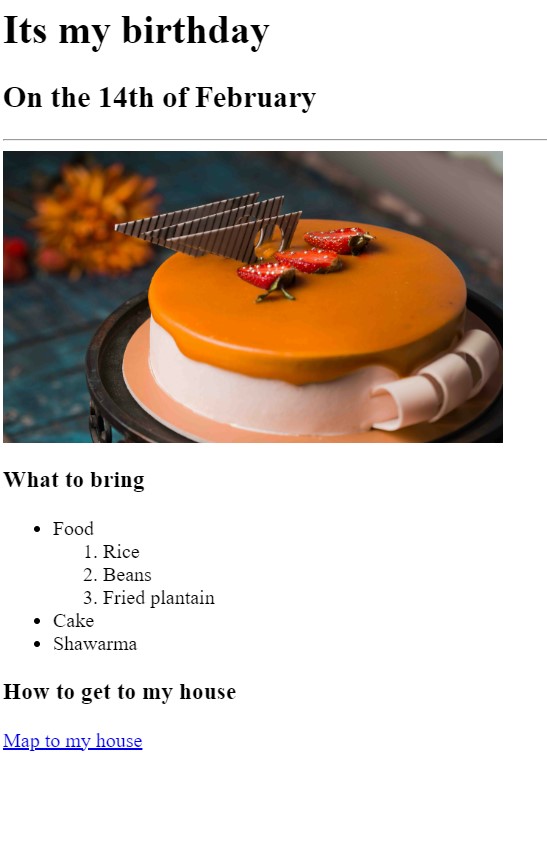 Its my birthday
On the 14th of February
What to bring
• Food
1. Rice
2. Beans
3. Fried plantain
• Cake
• Shawarma
How to get to my house
Map to my house